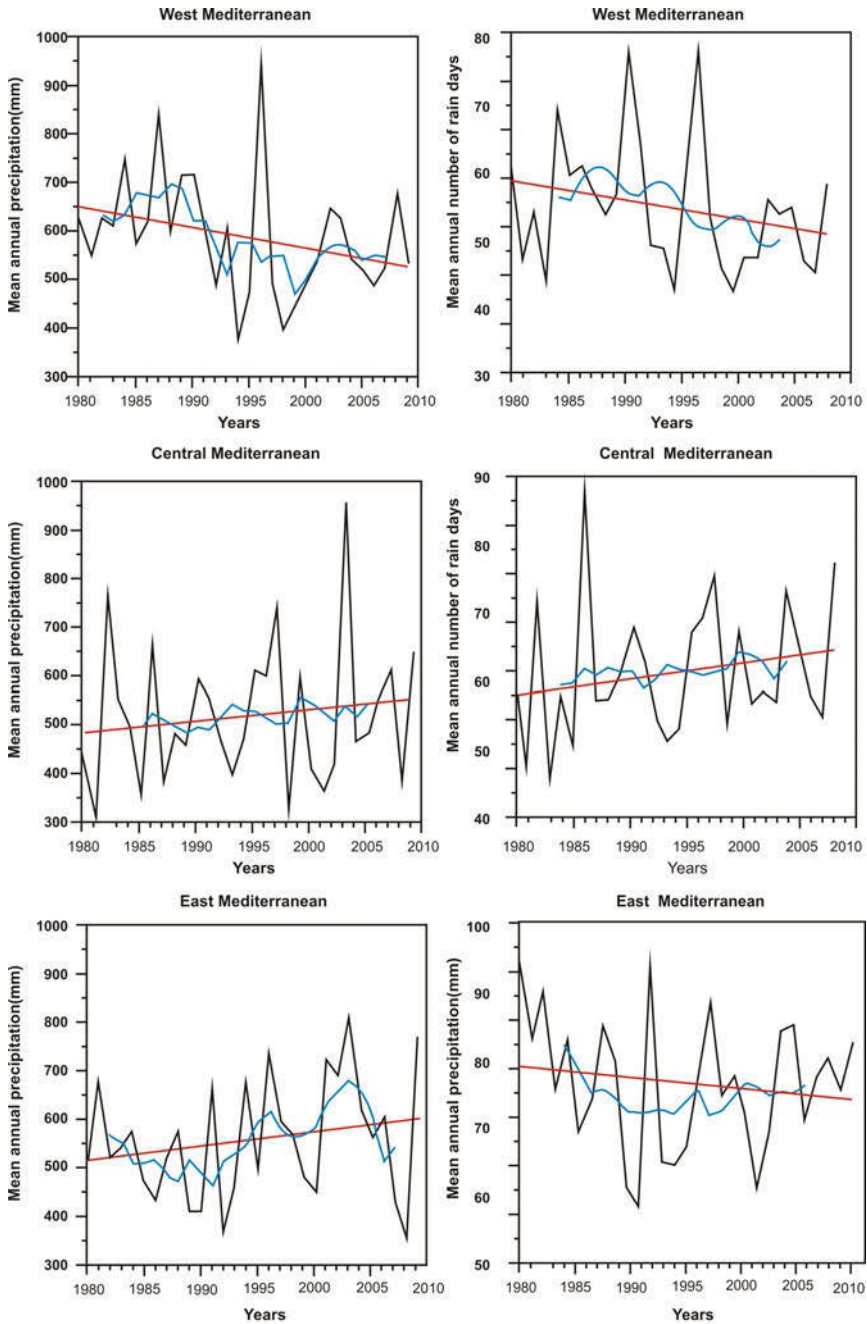 West Mediterranean
Mean annual precipitation(mm)
1000
900
800
700
600
500
400
300
1980 1985 1990 1995 2000 2005 2010
Years
West Mediterranean
Mean annual number of rain days
80
70
60
50
40
30
1980 1985 1990 1995 2000 2005 2010
Years
Central Mediterranean
Mean annual precipitation(mm)
1000
900
800
700
600
500
400
300
1980 1985 1990 1995 2000 2005 2010
Years
Central Mediterranean
Mean annual number of rain days
90
80
70
60
50
40
1980 1985 1990 1995 2000 2005 2010
Years
East Mediterranean
Mean annual precipitation(mm)
1000
900
800
700
600
500
400
300
1980 1985 1990 1995 2000 2005 2010
Years
East Mediterranean
Mean annual precipitation(mm)
100
90
80
70
60
50
1980 1985 1990 1995 2000 2005 2010
Years